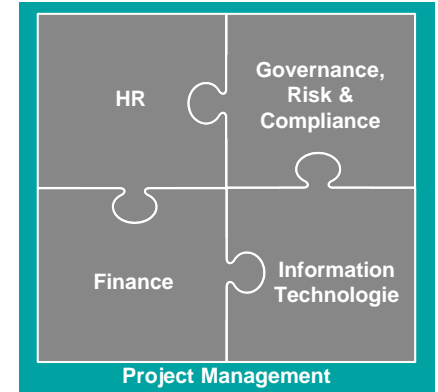 HR
Governance,
Risk &
Compliance
Finance
Information
Technologie
Project Management